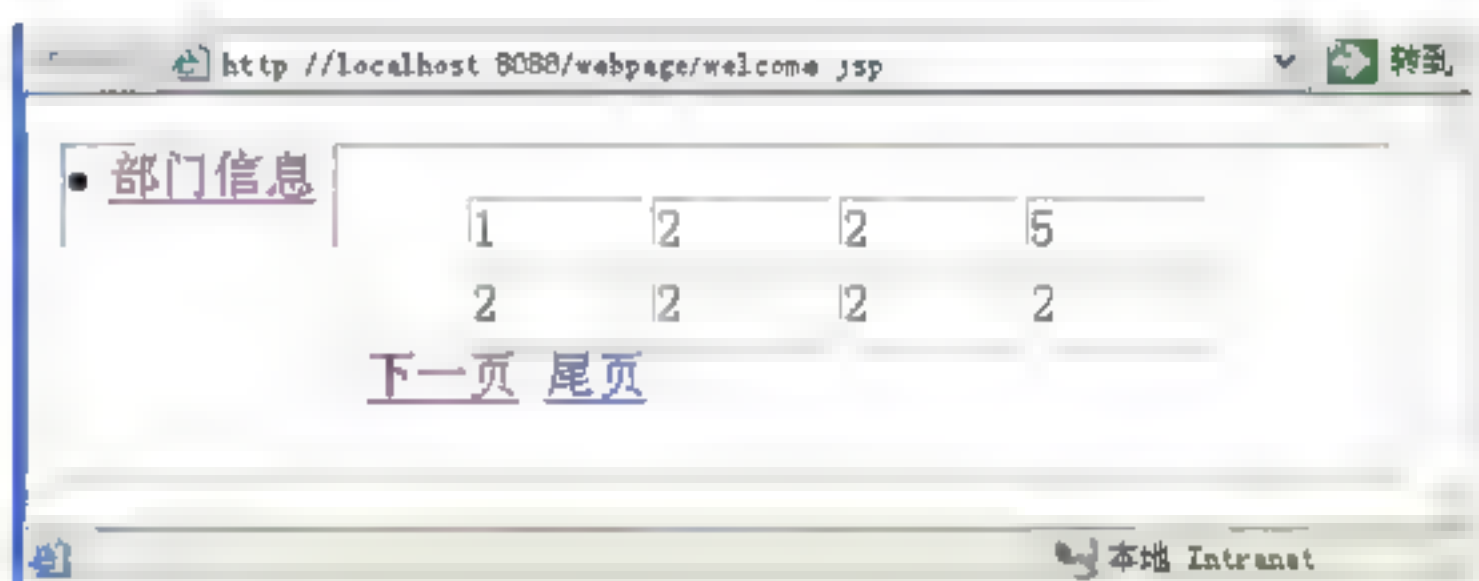 http //localhost 8080/webpage/welcome jsp 转到
部门信息
1 2 2 5
2 2 2 2
下一页 尾页
本地 Intranet